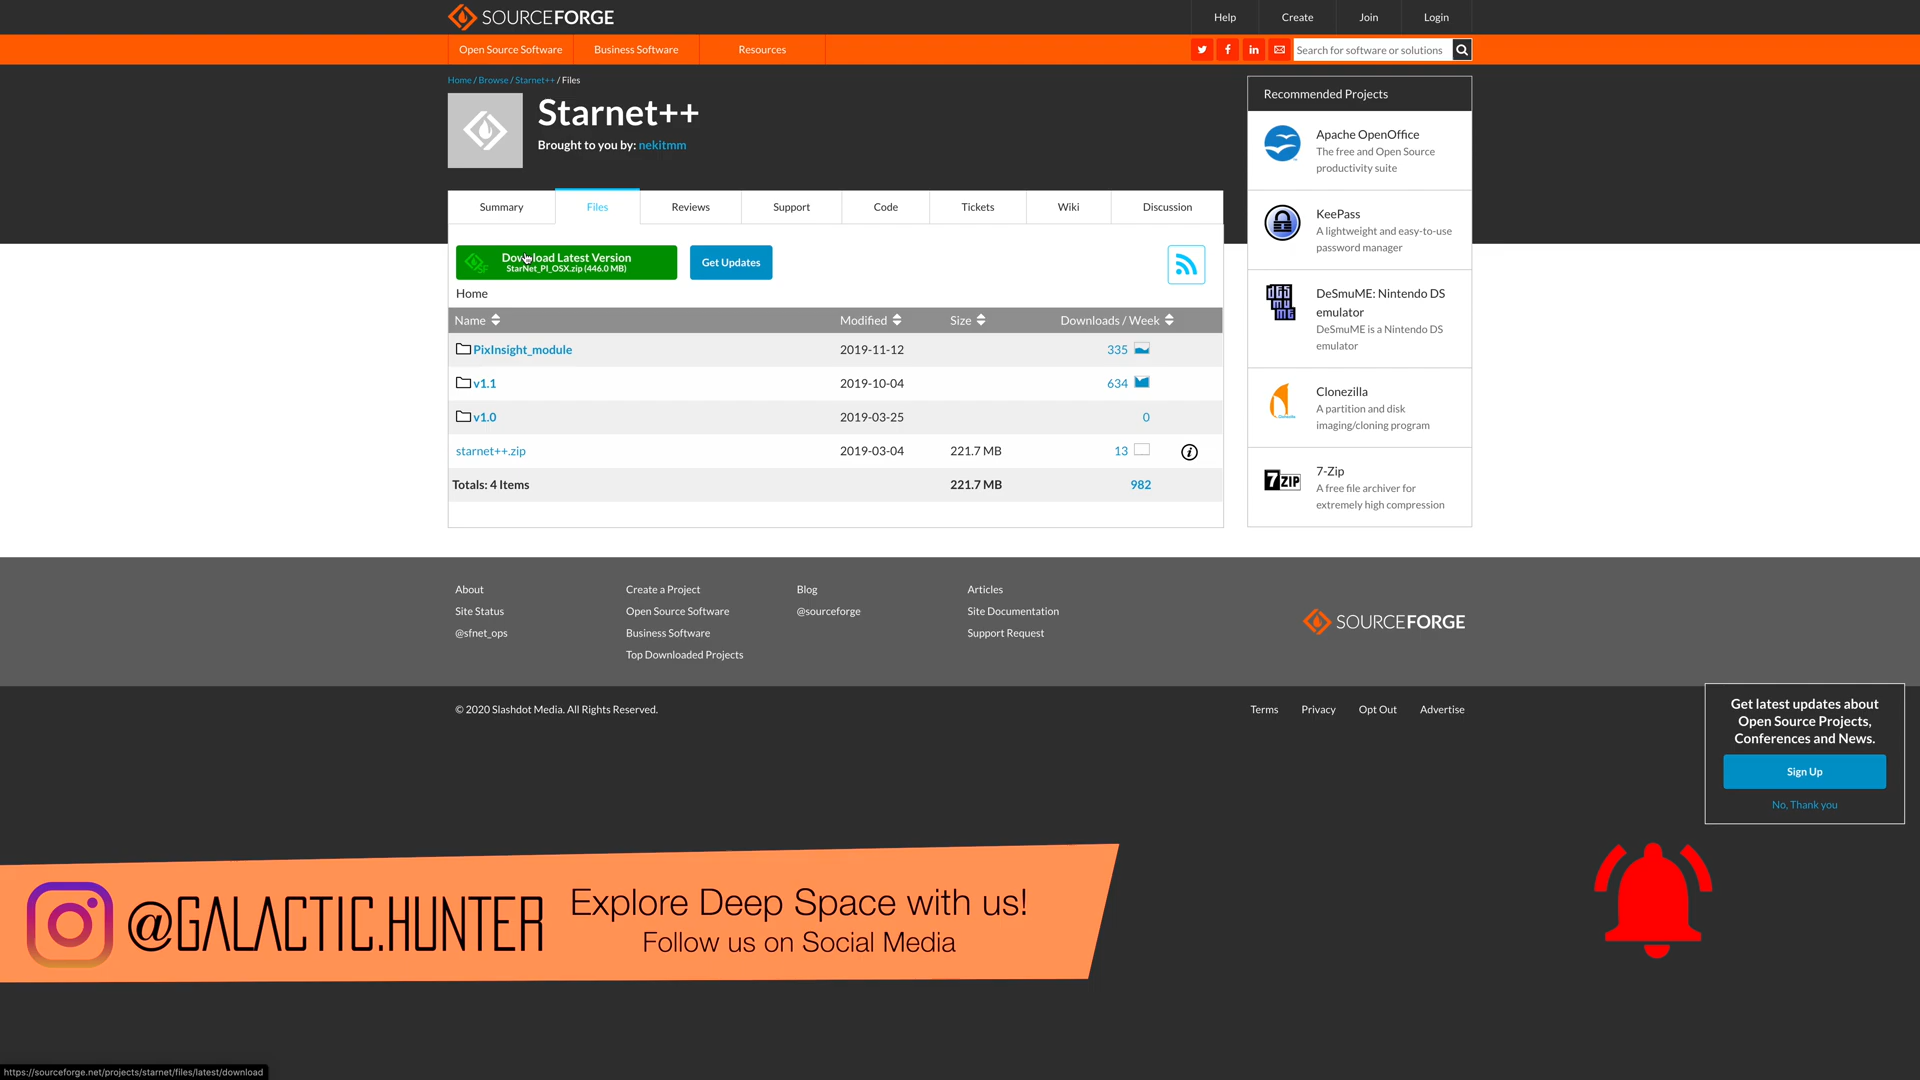 SOURCEFORGE
Help
Create
Join
Login
Open Source Software
Business Software
Resources
Search for software or solutions
Home / Browse / Starnet++ / Files
Starnet++
Brought to you by: nekitmm
Summary
Files
Reviews
Support
Code
Tickets
Wiki
Discussion
Download Latest Version
StarNet_PI_OSX.zip (446.0 MB)
Get Updates
Home
Name Modified Size Downloads / Week
PixInsight_module 2019-11-12 335
v1.1 2019-10-04 634
v1.0 2019-03-25 0
starnet++.zip 2019-03-04 221.7 MB 13
Totals: 4 Items 221.7 MB 982
Recommended Projects
Apache OpenOffice
The free and Open Source
productivity suite
KeePass
A lightweight and easy-to-use
password manager
DeSmuME: Nintendo DS
emulator
DeSmuME is a Nintendo DS
emulator
Clonezilla
A partition and disk
imaging/cloning program
7-Zip
A free file archiver for
extremely high compression
About
Site Status
@sfnet_ops
Create a Project
Open Source Software
Business Software
Top Downloaded Projects
Blog
@sourceforge
Articles
Site Documentation
Support Request
SOURCEFORGE
© 2020 Slashdot Media. All Rights Reserved.
Terms
Privacy
Opt Out
Advertise
Get latest updates about
Open Source Projects,
Conferences and News.
Sign Up
No, Thank you
@GALACTIC.HUNTER
Explore Deep Space with us!
Follow us on Social Media
https://sourceforge.net/projects/starnet/files/latest/download